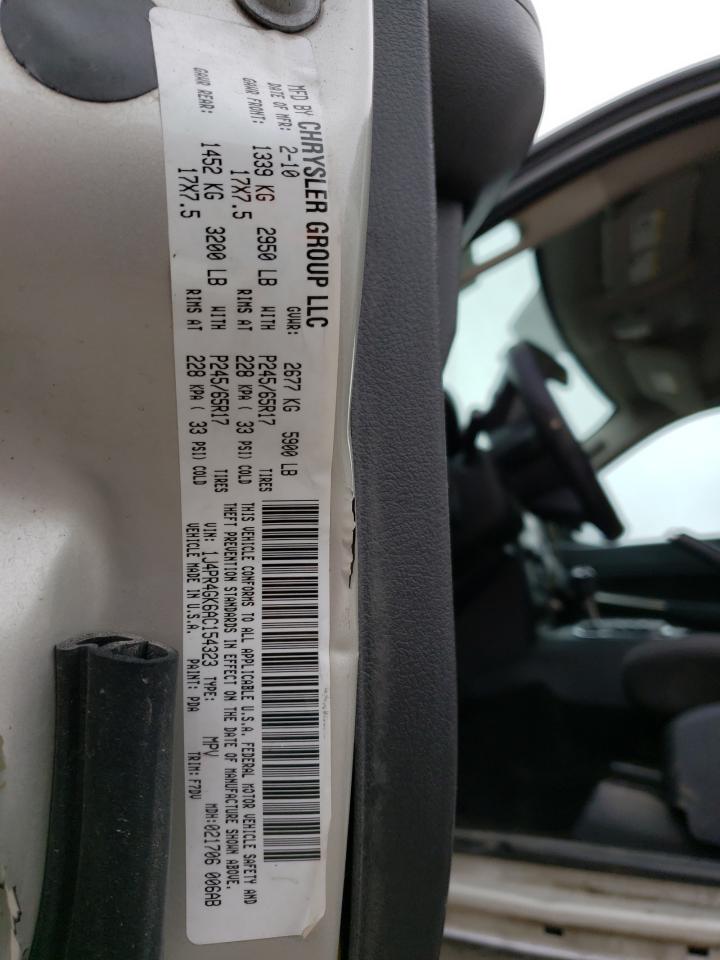 MFD BY CHRYSLER GROUP LLC
DATE OF MFR: 2-10 GVWR: 2677 KG 5900 LB
GAWR FRONT: 1339 KG 2950 LB WITH P245/65R17 TIRES
17X7.5 RIMS AT 228 KPA ( 33 PSI) COLD
GAWR REAR: 1452 KG 3200 LB WITH P245/65R17 TIRES
17X7.5 RIMS AT 228 KPA ( 33 PSI) COLD
THIS VEHICLE CONFORMS TO ALL APPLICABLE U.S.A. FEDERAL MOTOR VEHICLE SAFETY AND
THEFT PREVENTION STANDARDS IN EFFECT ON THE DATE OF MANUFACTURE SHOWN ABOVE.
VIN: 1J4PR4GK6AC154323 TYPE: MPV MDH:021706 006AB
VEHICLE MADE IN U.S.A. PAINT: PDA TRIM: F7DV